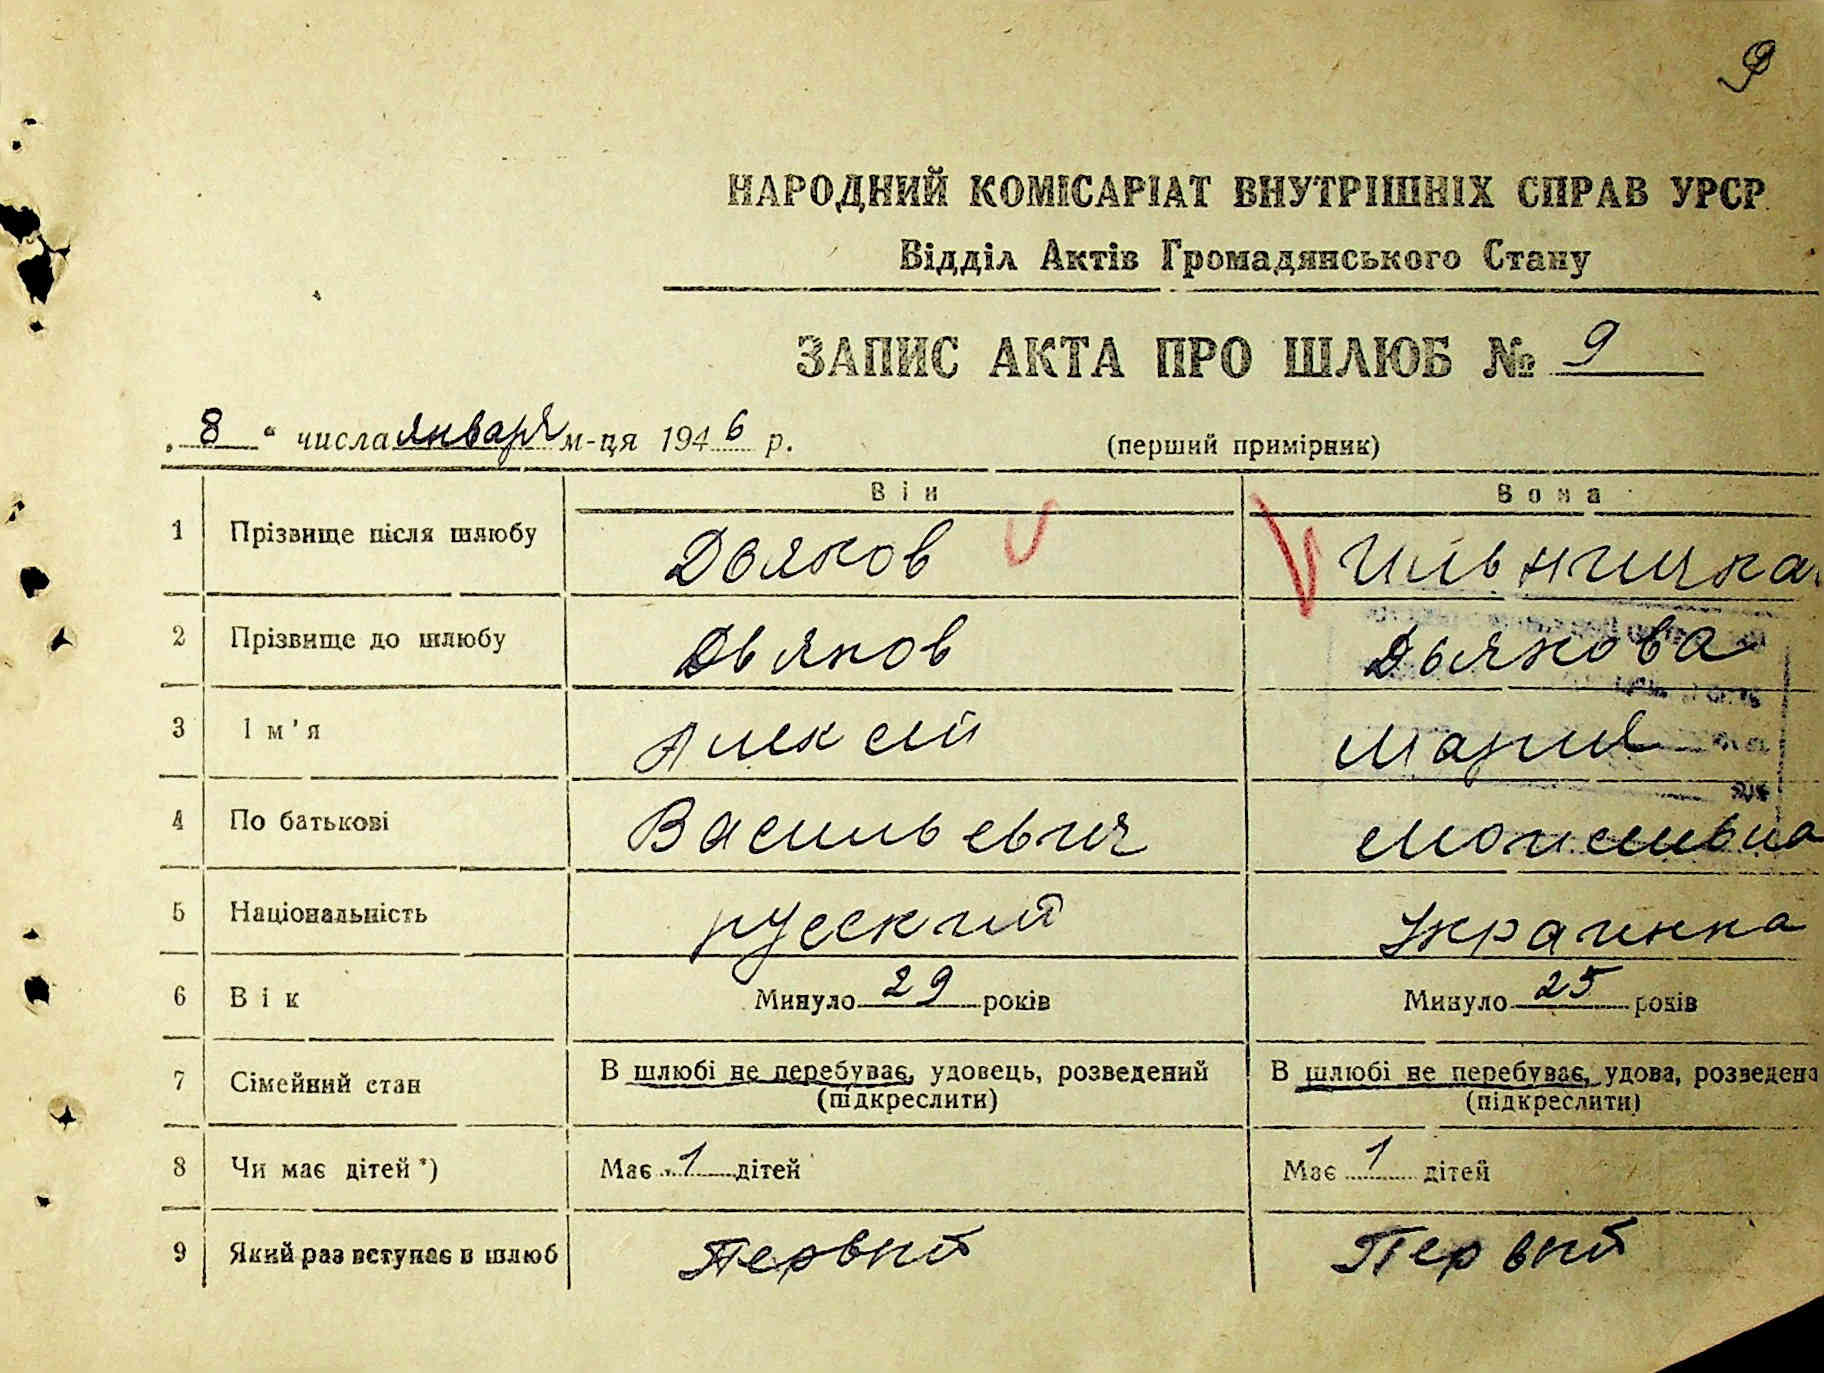 9
НАРОДНИЙ КОМІСАРІАТ ВНУТРІШНІХ СПРАВ УРСР
Відділ Актів Громадянського Стану
ЗАПИС АКТА ПРО ШЛЮБ № 9
„ 8 " числа января м-ця 1946 р. (перший примірник)
Він Вона
1 Прізвище після шлюбу Дьяков Ильницкая
2 Прізвище до шлюбу Дьяков Дьякова
3 Ім'я Алексей Мария
4 По батькові Васильевич Моисеивна
5 Національність русский Украинка
6 Вік Минуло 29 років Минуло 25 років
7 Сімейний стан В шлюбі не перебуває, удовець, розведений В шлюбі не перебуває, удова, розведена
(підкреслити) (підкреслити)
8 Чи має дітей *) Має 1 дітей Має 1 дітей
9 Який раз вступає в шлюб Первый Первый